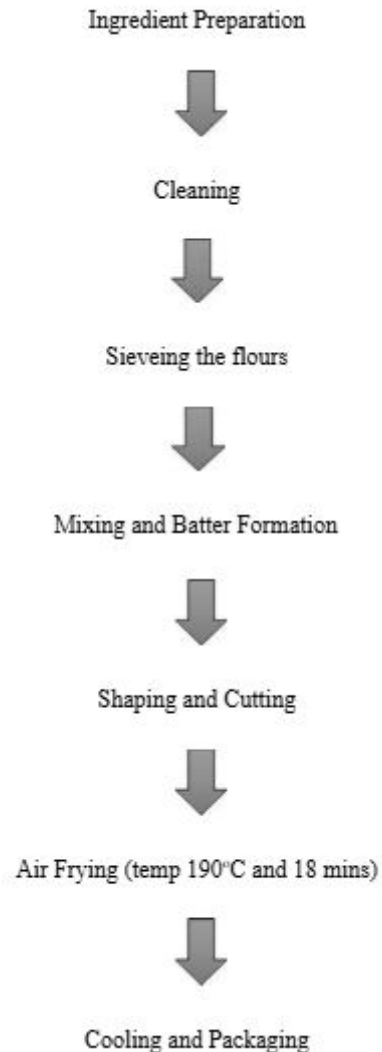 Ingredient Preparation
Cleaning
Sieveing the flours
Mixing and Batter Formation
Shaping and Cutting
Air Frying (temp 190°C and 18 mins)
Cooling and Packaging